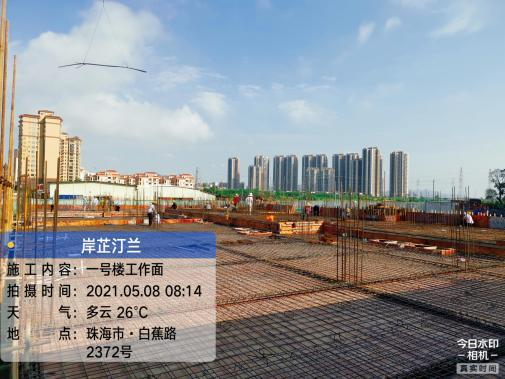 岸芷汀兰
施工内容：一号楼工作面
拍摄时间：2021.05.08 08:14
天气：多云 26℃
地点：珠海市·白蕉路
2372号
今日水印
-相机-
真实时间